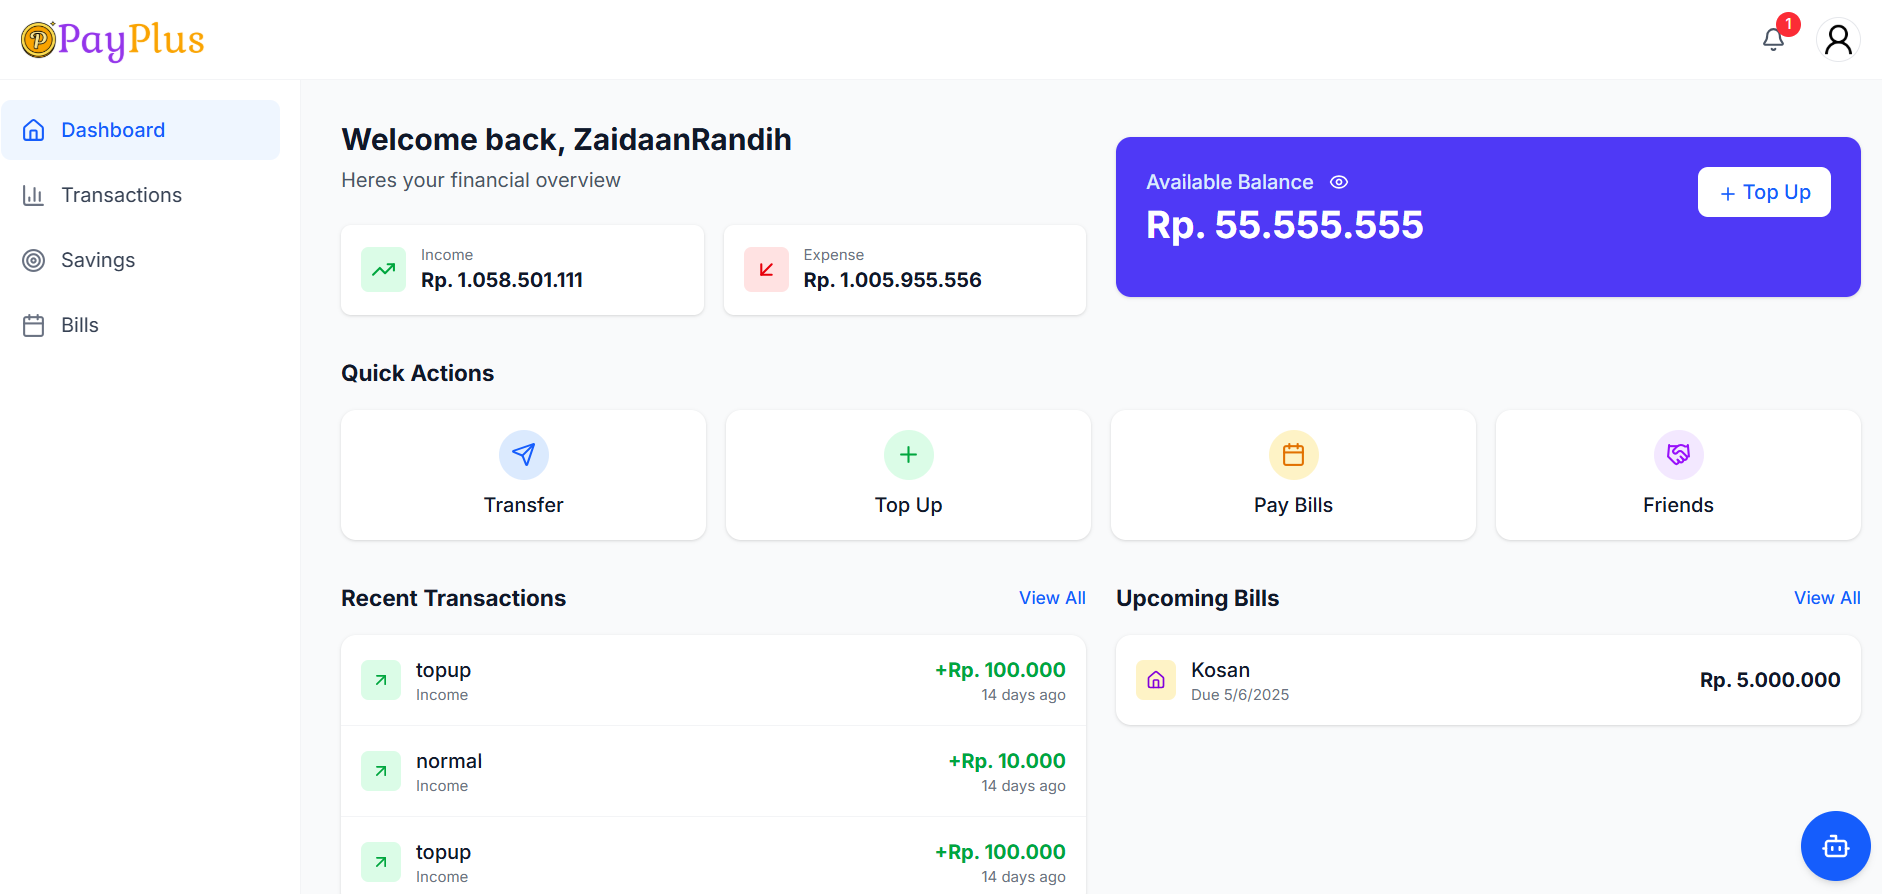 PayPlus
1
Dashboard
Transactions
Savings
Bills
Welcome back, ZaidaanRandih
Heres your financial overview
Income
Rp. 1.058.501.111
Expense
Rp. 1.005.955.556
Available Balance
Rp. 55.555.555
+ Top Up
Quick Actions
Transfer
Top Up
Pay Bills
Friends
Recent Transactions
View All
topup
+Rp. 100.000
Income
14 days ago
normal
+Rp. 10.000
Income
14 days ago
topup
+Rp. 100.000
Income
14 days ago
Upcoming Bills
View All
Kosan
Due 5/6/2025
Rp. 5.000.000